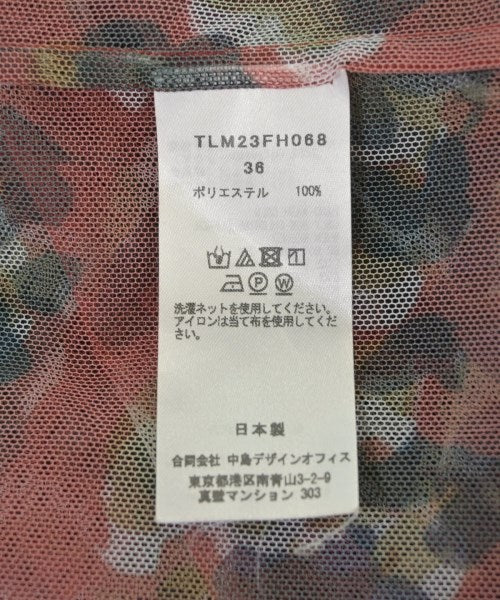 TLM23FH068
36
ポリエステル 100%
P W
洗濯ネットを使用してください。
アイロンは当て布を使用してくだ
さい。
日本製
合同会社 中島デザインオフィス
東京都港区南青山3-2-9
真壁マンション 303